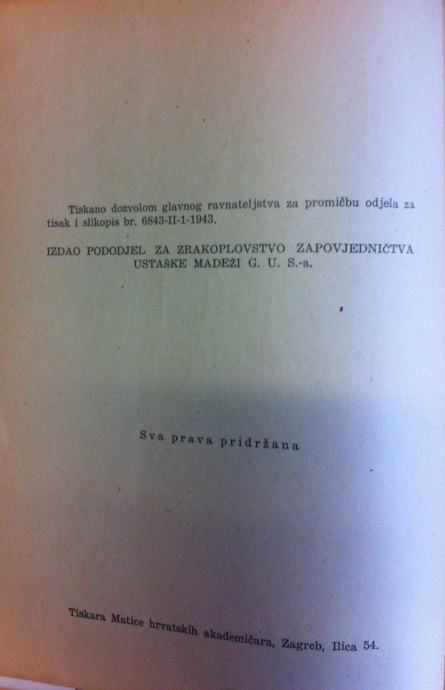 Tiskano dozvolom glavnog ravnateljstva za promičbu odjela za
tisak i slikopis br. 6843-II-1-1943.
IZDAO PODODJEL ZA ZRAKOPLOVSTVO ZAPOVJEDNIČTVA
USTAŠKE MADEŽI G. U. S.-a.
Sva prava pridržana
Tiskara Matice hrvatskih akademičara, Zagreb, Ilica 54.